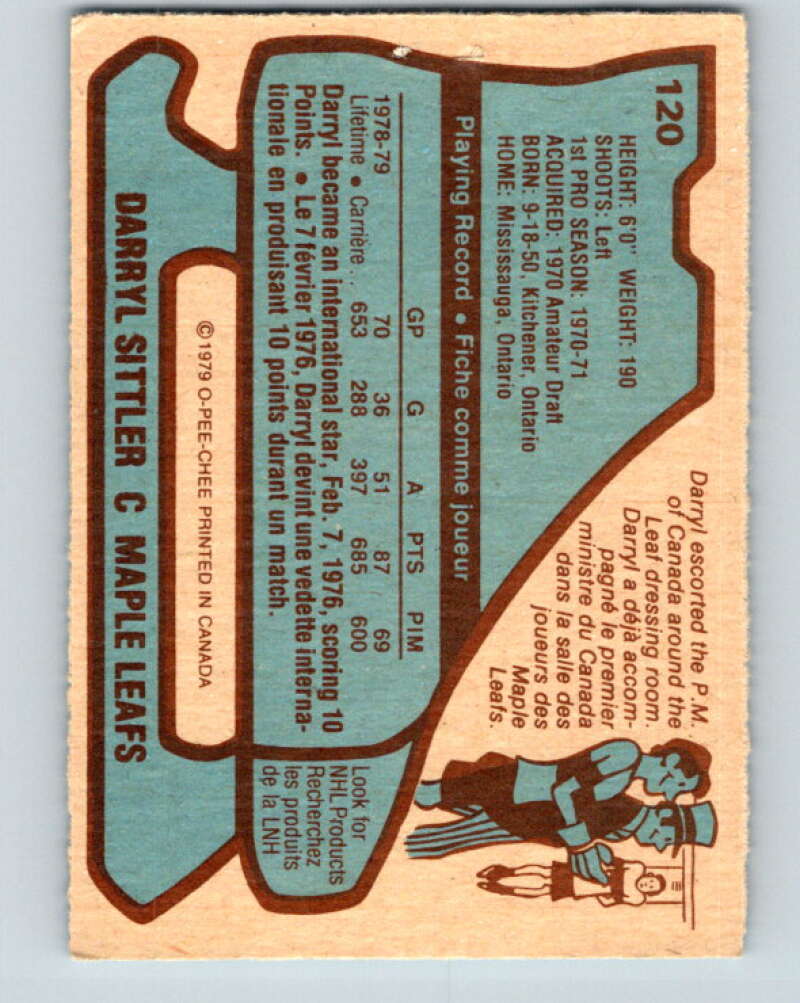 120
HEIGHT: 6'0" WEIGHT: 190
SHOOTS: Left
1st PRO SEASON: 1970-71
ACQUIRED: 1970 Amateur Draft
BORN: 9-18-50, Kitchener, Ontario
HOME: Mississauga, Ontario
Darryl escorted the P.M.
of Canada around the
Leaf dressing room.
Darryl a déjà accom-
pagné le premier
ministre du Canada
dans la salle des
joueurs des
Maple
Leafs.
Playing Record • Fiche comme joueur
GP G A PTS PIM
1978-79 70 36 51 87 69
Lifetime • Carrière .. 653 288 397 685 600
Darryl became an international star, Feb. 7, 1976, scoring 10
Points. • Le 7 février 1976, Darryl devint une vedette interna-
tionale en produisant 10 points durant un match.
Look for
NHL Products
Recherchez
les produits
de la LNH
© 1979 O-PEE-CHEE PRINTED IN CANADA
DARRYL SITTLER C MAPLE LEAFS